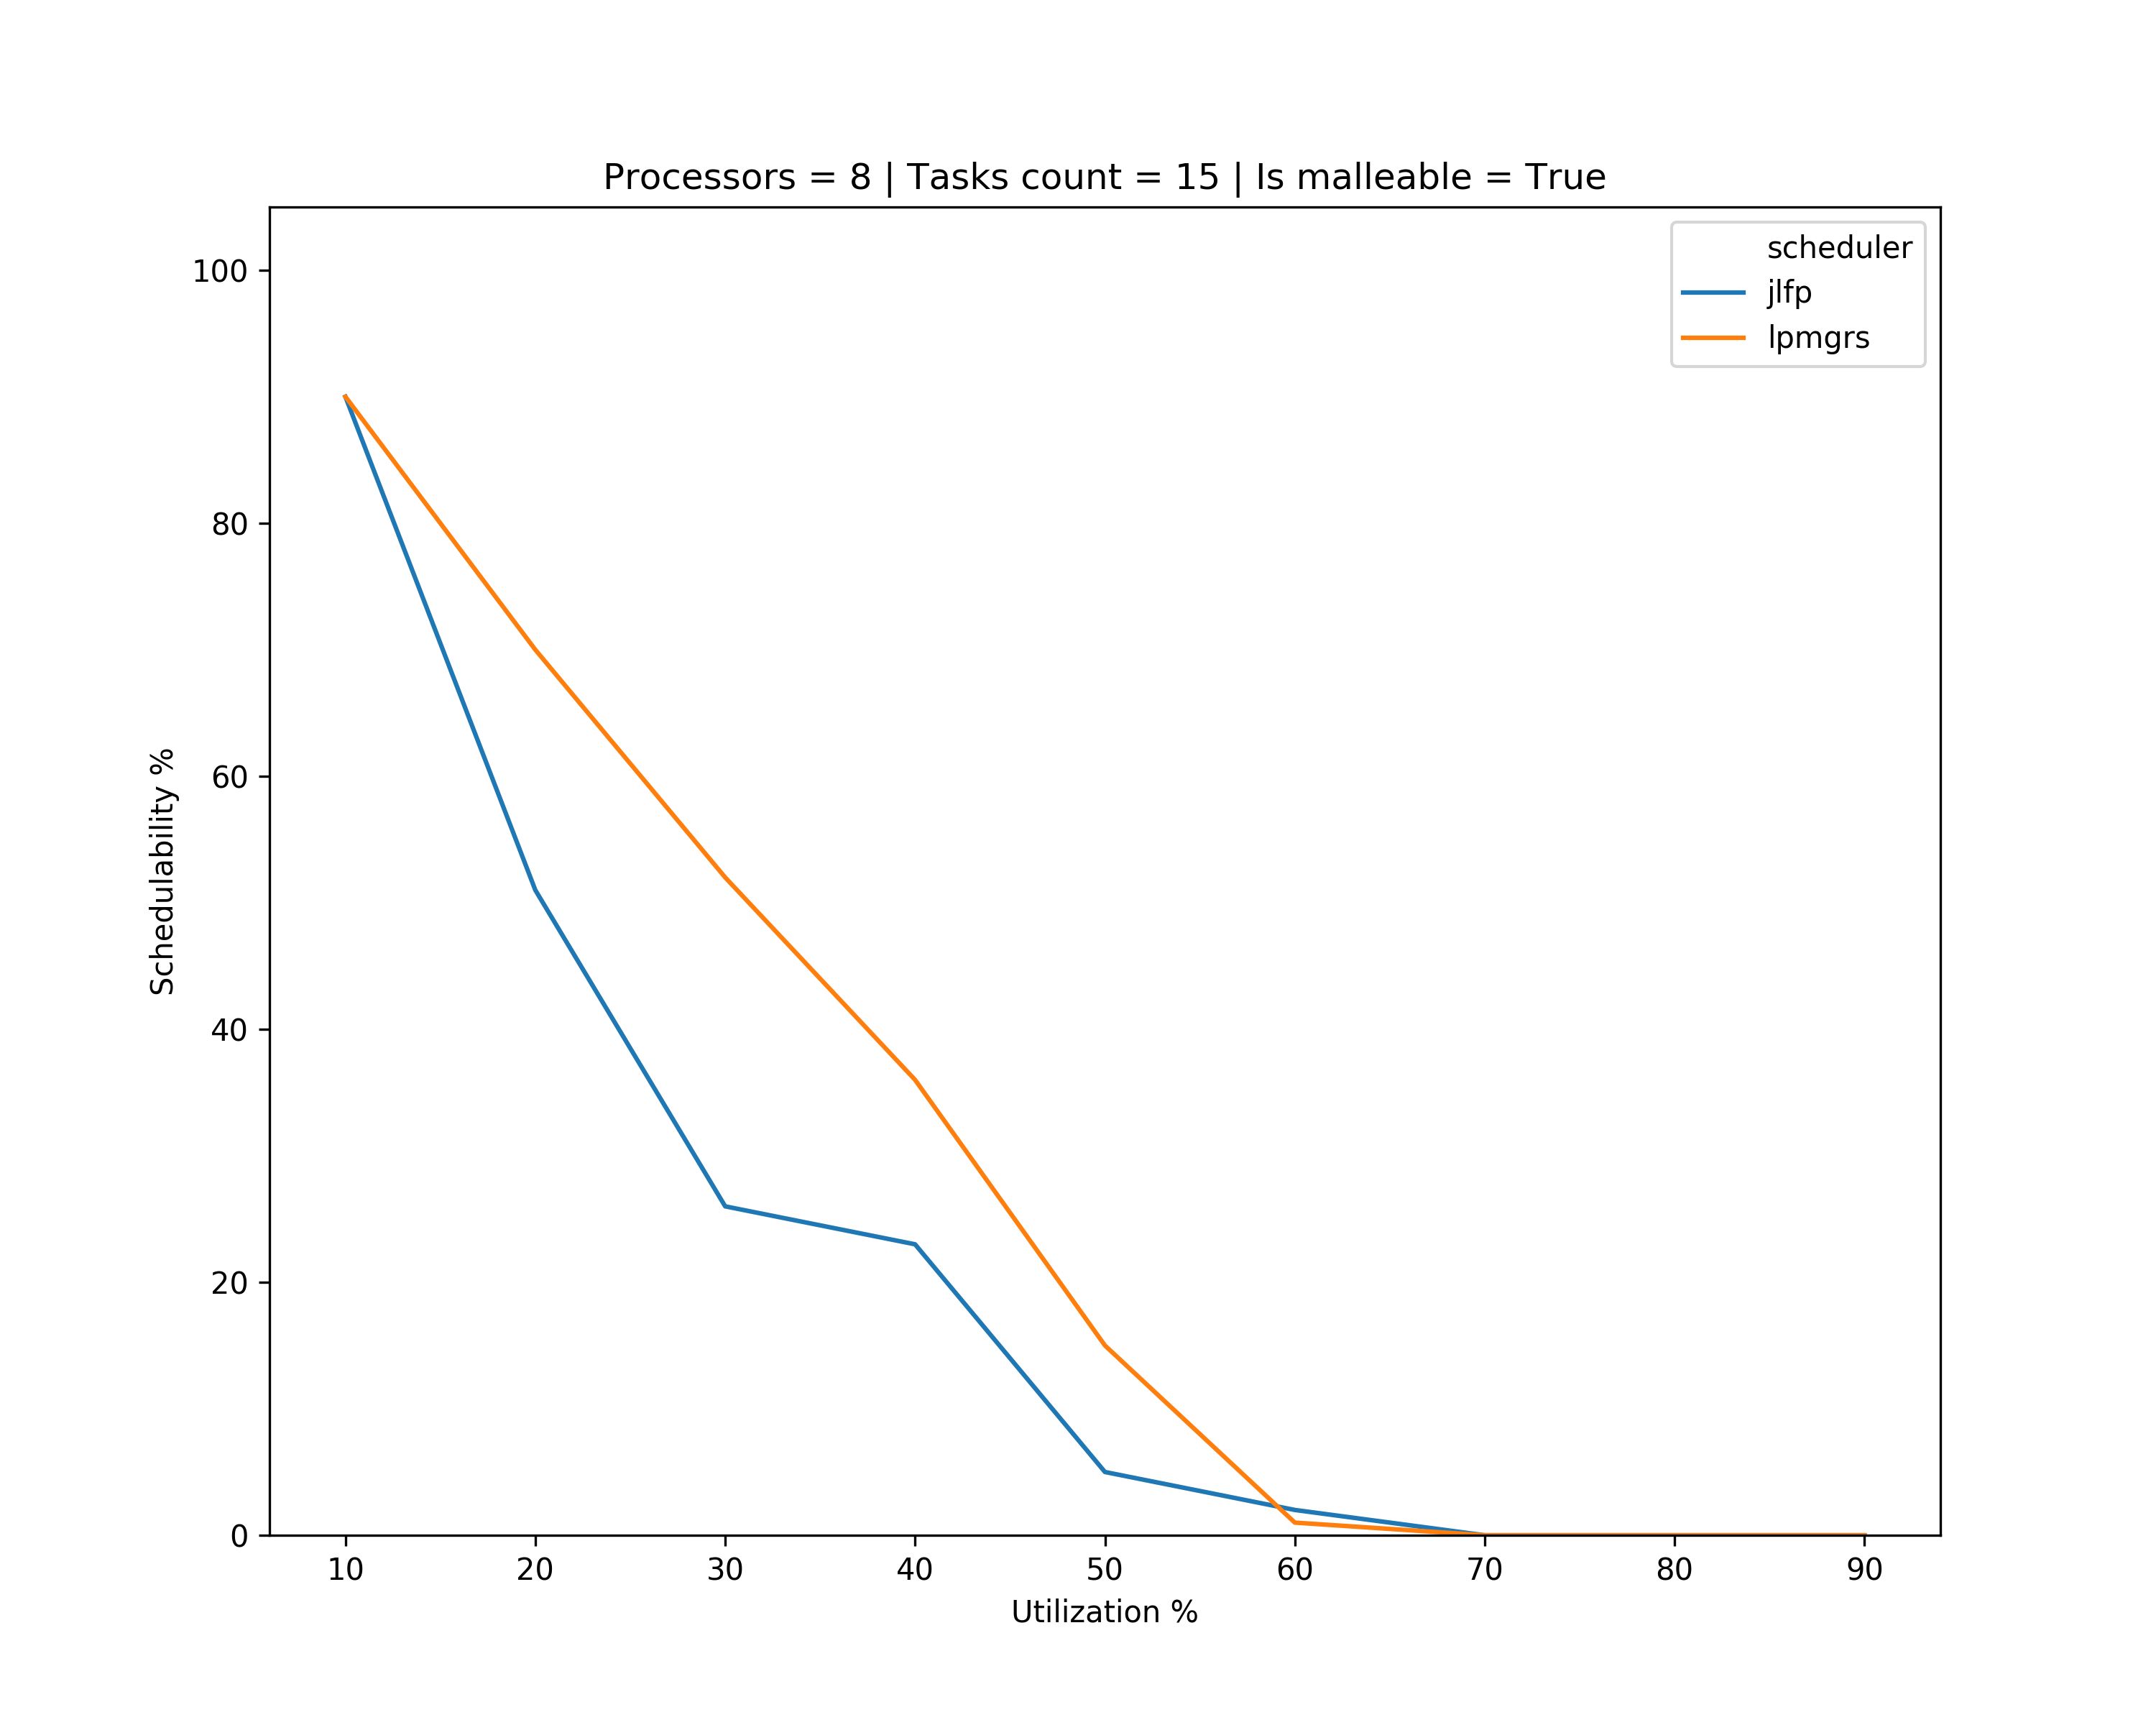 Processors = 8 | Tasks count = 15 | Is malleable = True
scheduler
jlfp
lpmgrs
Schedulability %
100
80
60
40
20
0
10 20 30 40 50 60 70 80 90
Utilization %